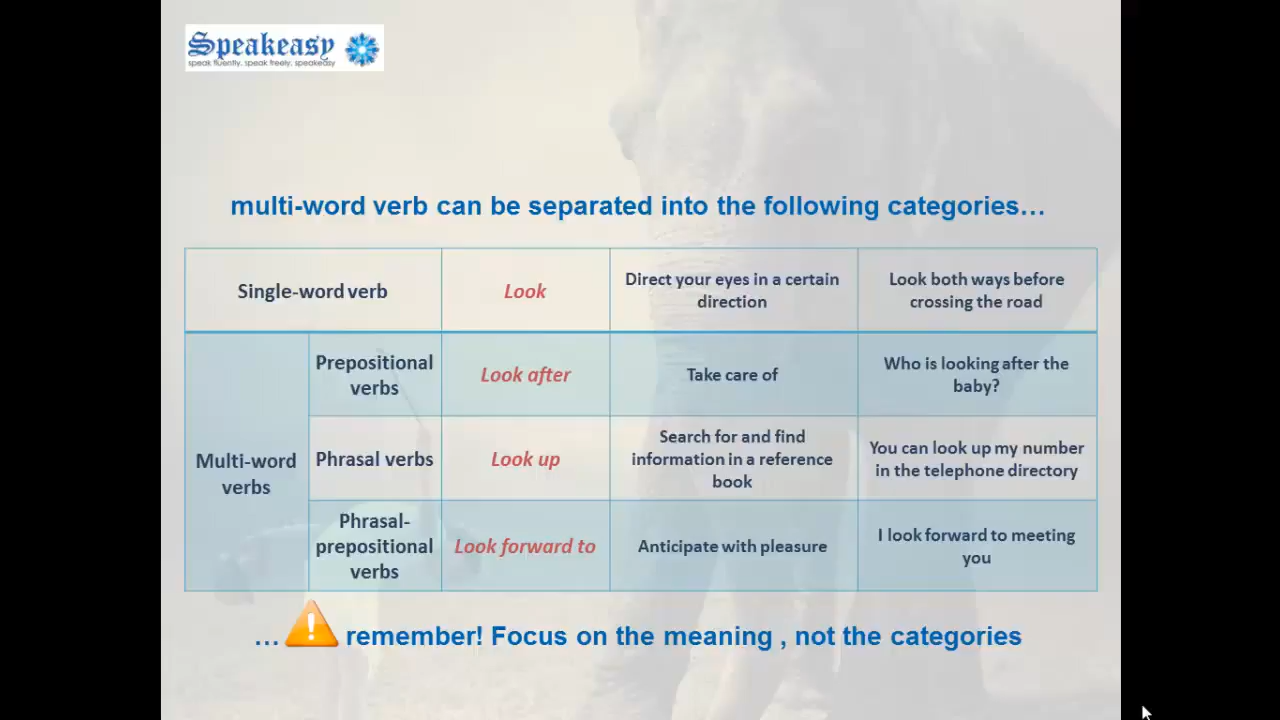 Speakeasy
speak fluently, speak freely, speakeasy
multi-word verb can be separated into the following categories...
Single-word verb
Look
Direct your eyes in a certain
direction
Look both ways before
crossing the road
Multi-word
verbs
Prepositional
verbs
Look after
Take care of
Who is looking after the
baby?
Phrasal verbs
Look up
Search for and find
information in a reference
book
You can look up my number
in the telephone directory
Phrasal-
prepositional
verbs
Look forward to
Anticipate with pleasure
I look forward to meeting
you
... ! remember! Focus on the meaning , not the categories